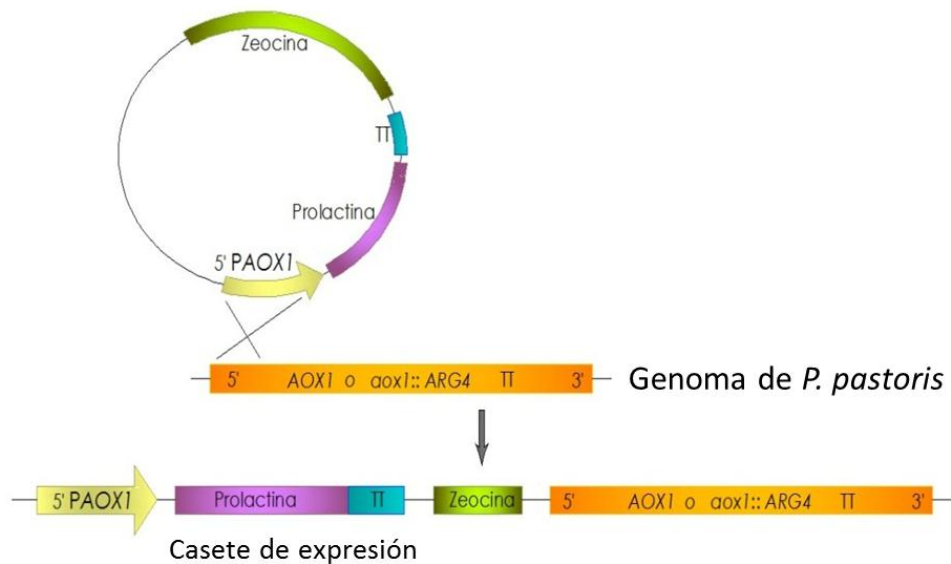 Zeocina
TT
Prolactina
5' PAOX1
5' AOX1 o aox1::ARG4 TT 3'
Genoma de P. pastoris
5' PAOX1 Prolactina TT Zeocina 5' AOX1 o aox1::ARG4 TT 3'
Casete de expresión